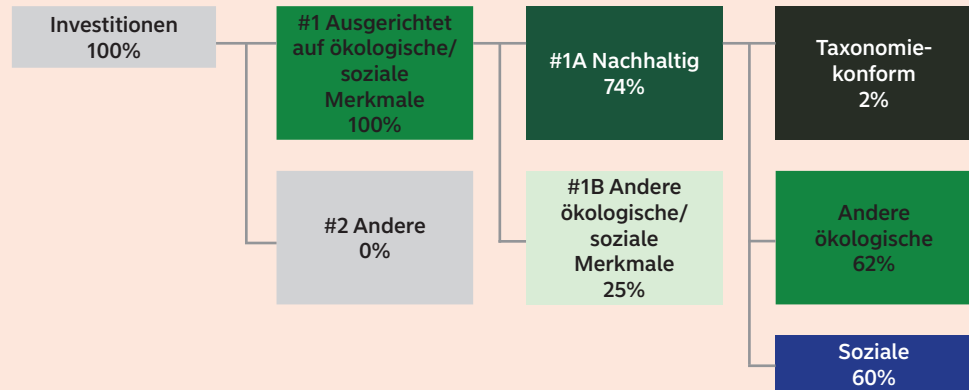 Investitionen
100%
#1 Ausgerichtet
auf ökologische/
soziale
Merkmale
100%
#1A Nachhaltig
74%
Taxonomie-
konform
2%
#2 Andere
0%
#1B Andere
ökologische/
soziale
Merkmale
25%
Andere
ökologische
62%
Soziale
60%